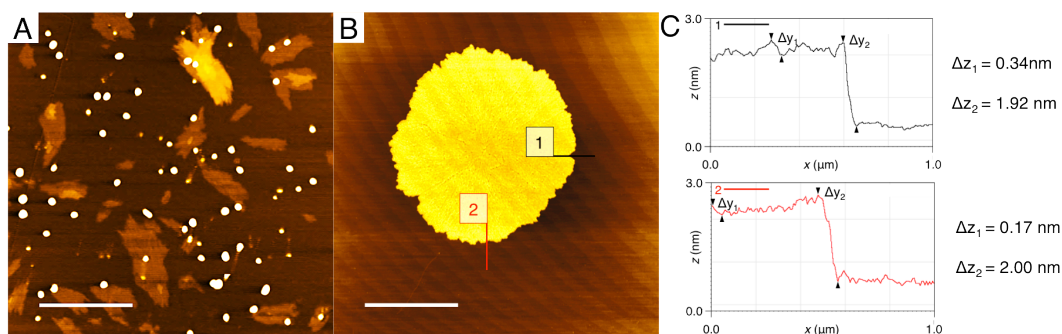 A
B
1
2
C
1
Δy₁
Δy₂
3.0
z (nm)
0.0
0.0
x (μm)
1.0
Δz₁ = 0.34nm
Δz₂ = 1.92 nm
2
Δy₁
Δy₂
3.0
z (nm)
0.0
0.0
x (μm)
1.0
Δz₁ = 0.17 nm
Δz₂ = 2.00 nm